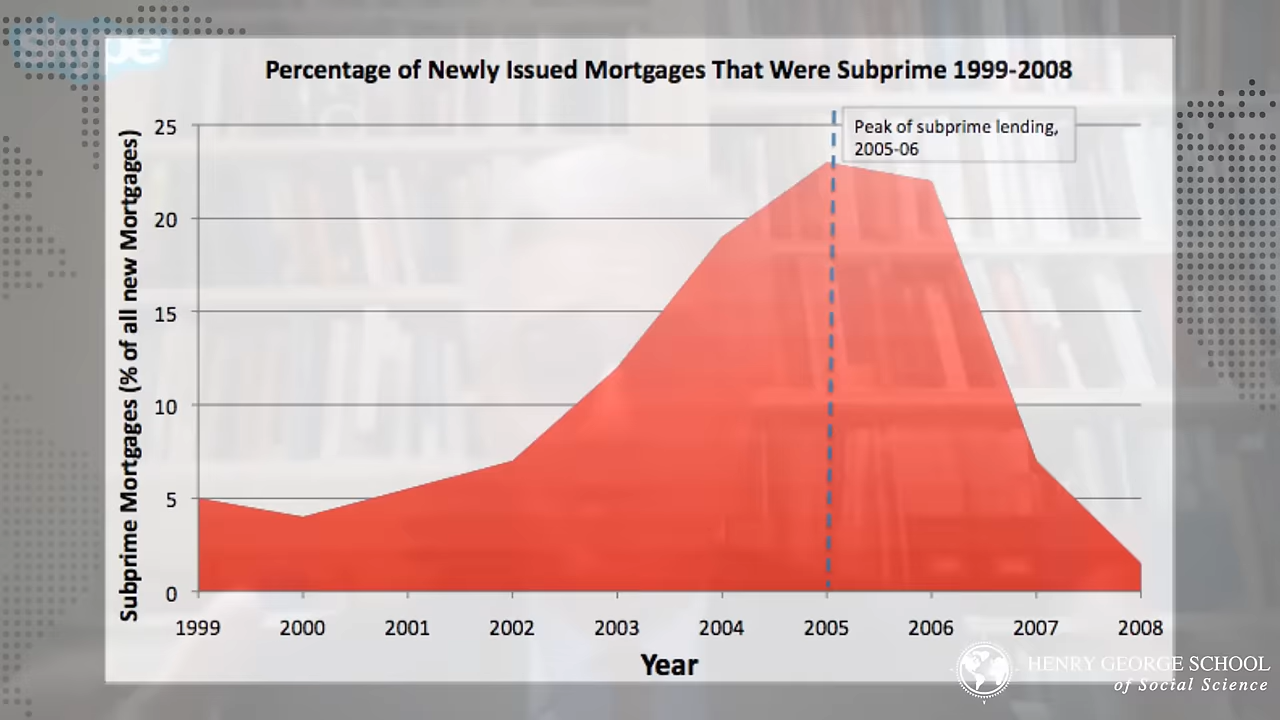 skype
Percentage of Newly Issued Mortgages That Were Subprime 1999-2008
Peak of subprime lending,
2005-06
Subprime Mortgages (% of all new Mortgages)
25
20
15
10
5
0
1999 2000 2001 2002 2003 2004 2005 2006 2007 2008
Year
HENRY GEORGE SCHOOL
of Social Science